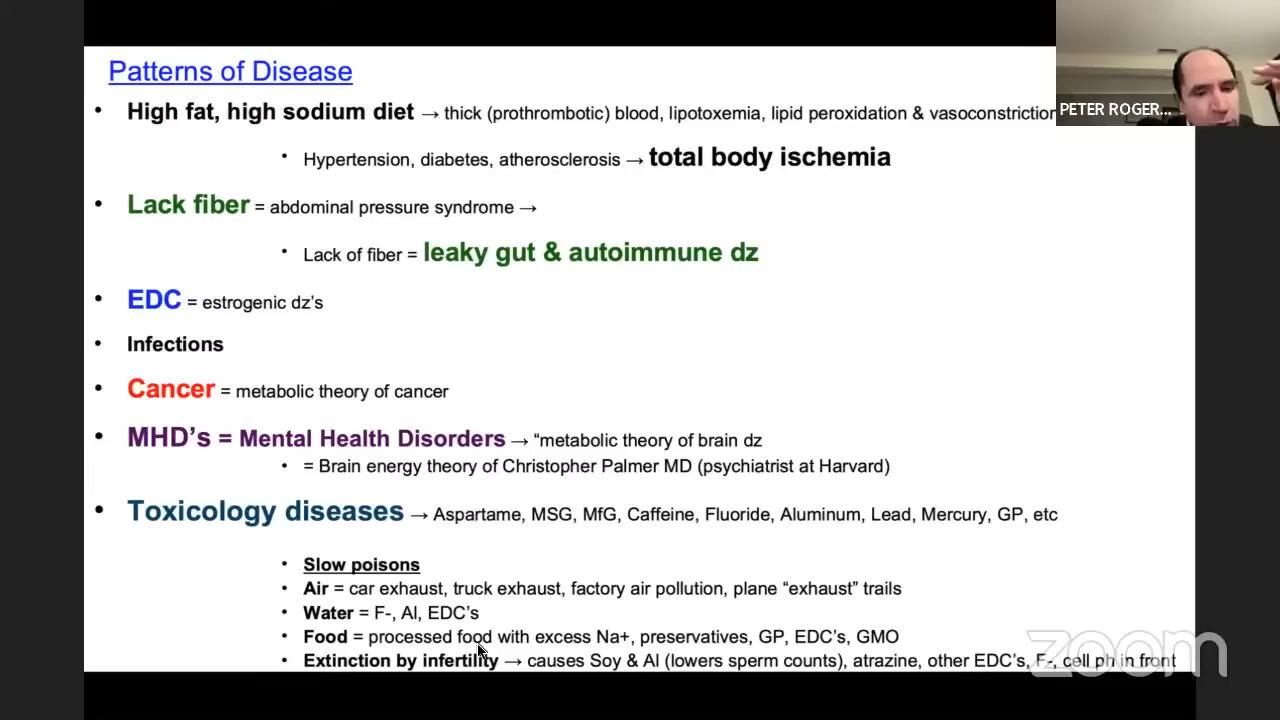 Patterns of Disease
PETER ROGER...
• High fat, high sodium diet → thick (prothrombotic) blood, lipotoxemia, lipid peroxidation & vasoconstriction
• Hypertension, diabetes, atherosclerosis → total body ischemia
• Lack fiber = abdominal pressure syndrome →
• Lack of fiber = leaky gut & autoimmune dz
• EDC = estrogenic dz's
• Infections
• Cancer = metabolic theory of cancer
• MHD's = Mental Health Disorders → “metabolic theory of brain dz
• = Brain energy theory of Christopher Palmer MD (psychiatrist at Harvard)
• Toxicology diseases → Aspartame, MSG, MfG, Caffeine, Fluoride, Aluminum, Lead, Mercury, GP, etc
• Slow poisons
• Air = car exhaust, truck exhaust, factory air pollution, plane “exhaust” trails
• Water = F-, Al, EDC's
• Food = processed food with excess Na+, preservatives, GP, EDC's, GMO
• Extinction by infertility → causes Soy & Al (lowers sperm counts), atrazine, other EDC's, F-, cell ph in front
zoom